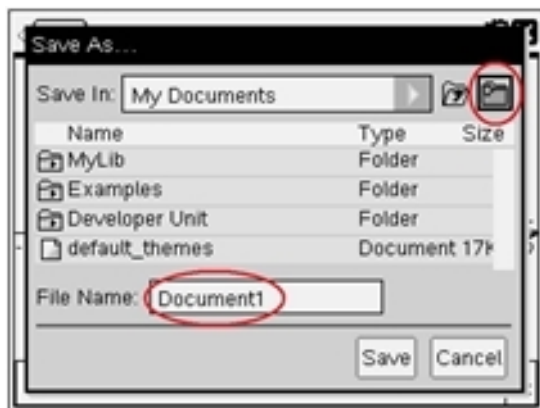 Save As...
Save In: My Documents
Name Type Size
MyLib Folder
Examples Folder
Developer Unit Folder
default_themes Document 17K
File Name: Document1
Save Cancel